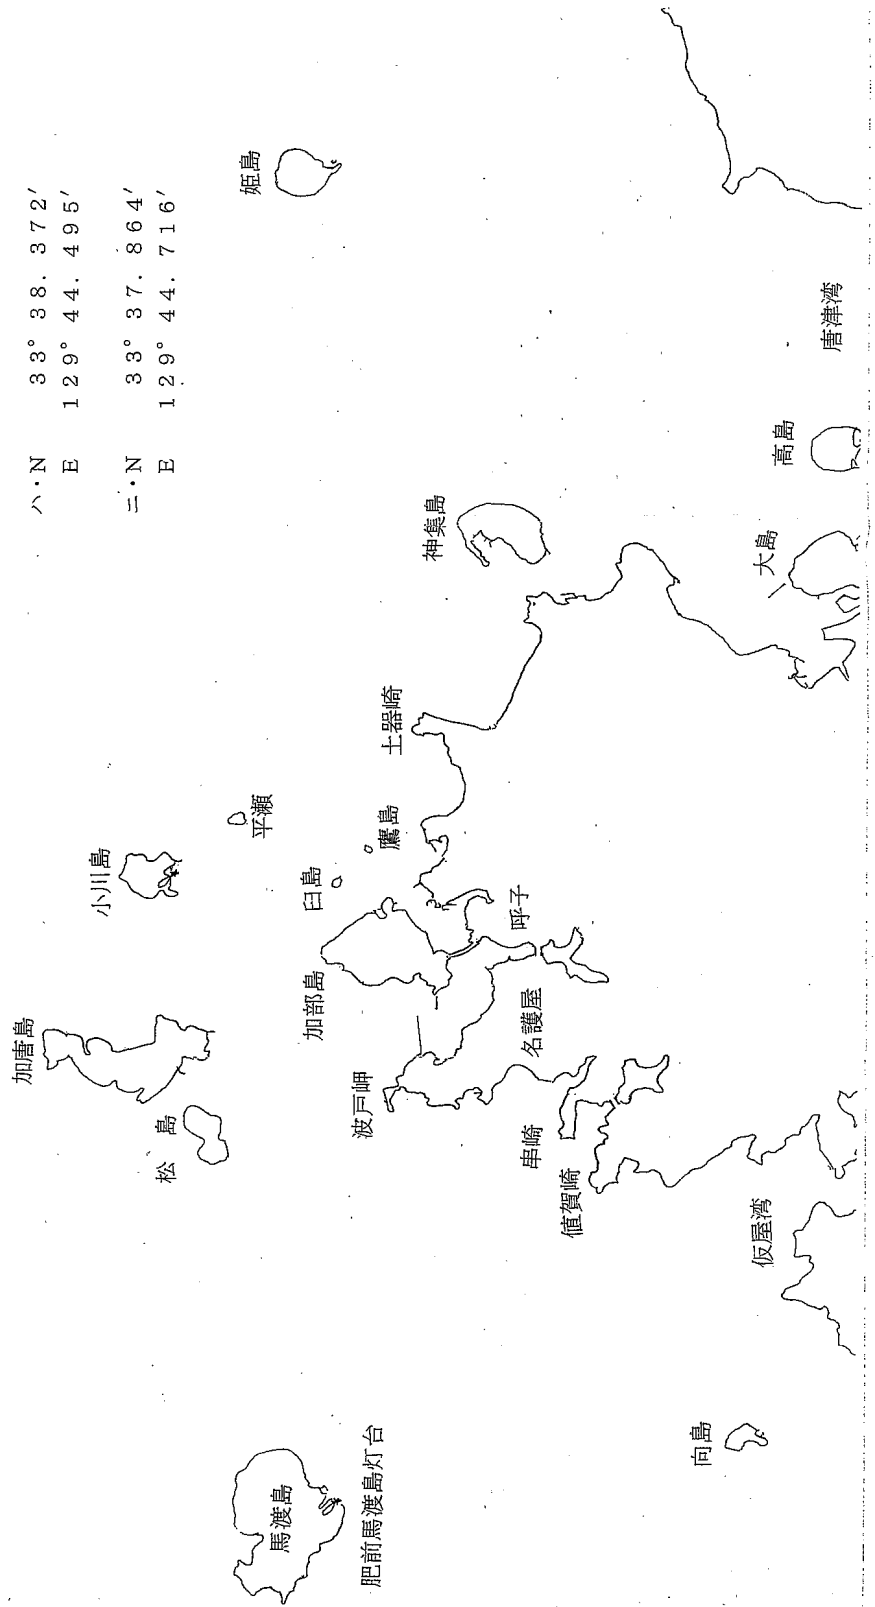 ハ・N 33° 38. 372′
E 129° 44. 495′
ニ・N 33° 37. 864′
E 129° 44. 716′
姫島
小川島
平瀬
加唐島
松島
臼島
鷹島
加部島
土器崎
神集島
呼子
波戸岬
名護屋
串崎
値賀崎
馬渡島
肥前馬渡島灯台
向島
仮屋湾
大島
高島
唐津湾